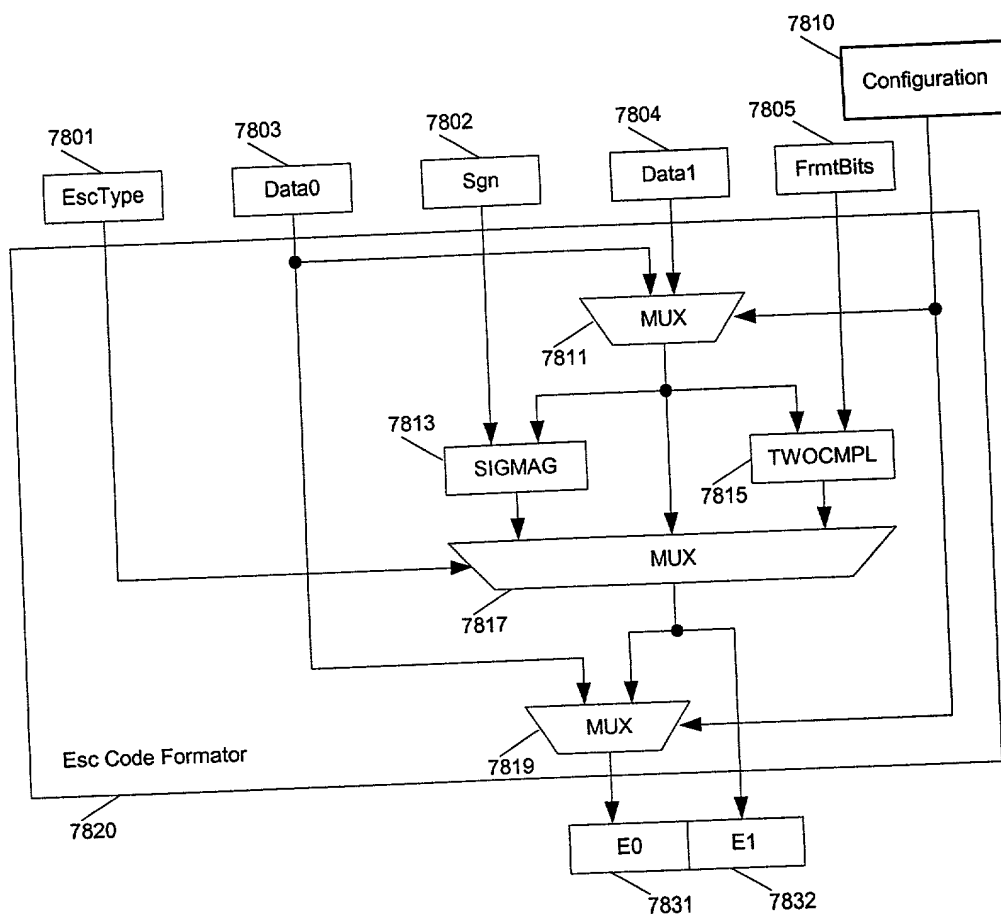 7810
Configuration
7801
7803
7802
7804
7805
EscType
Data0
Sgn
Data1
FrmtBits
MUX
7811
7813
SIGMAG
TWOCMPL
7815
MUX
7817
MUX
7819
Esc Code Formator
7820
E0
E1
7831
7832